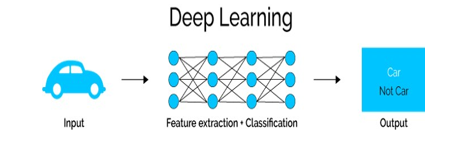 Deep Learning
Car
Not Car
Input
Feature extraction + Classification
Output